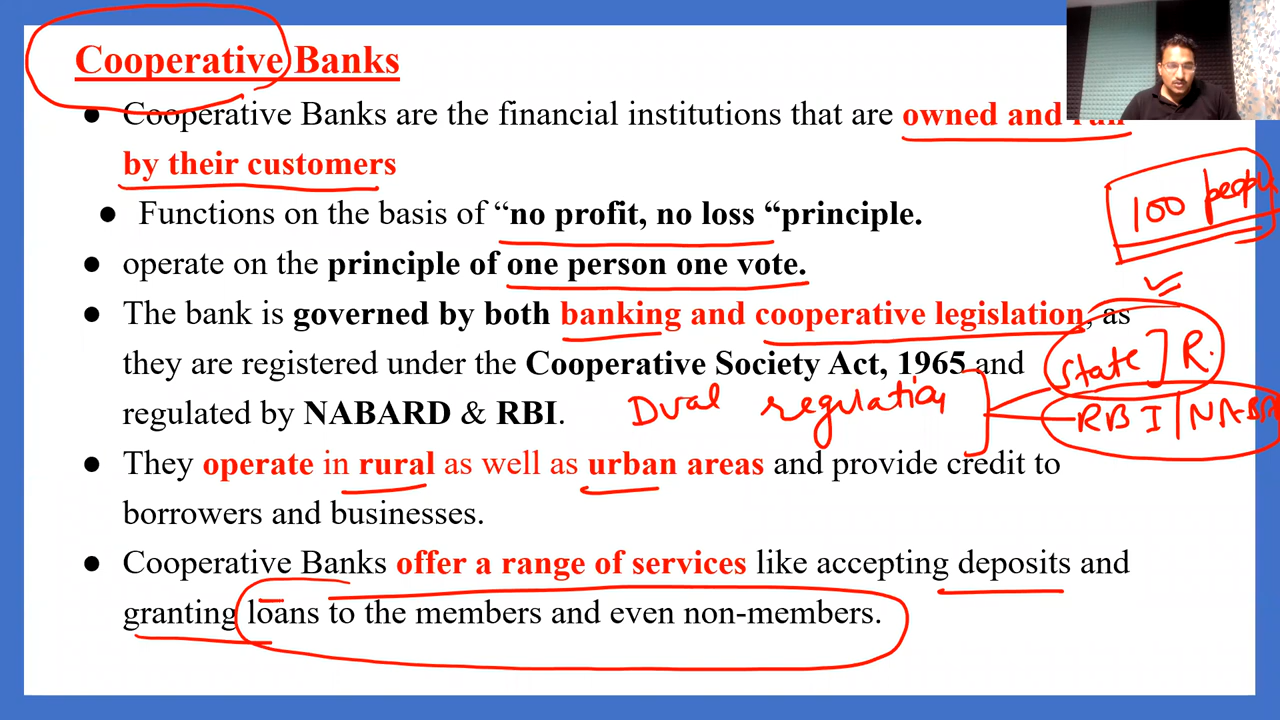 Cooperative Banks
● Cooperative Banks are the financial institutions that are owned and run
by their customers
● Functions on the basis of “no profit, no loss “principle.
● operate on the principle of one person one vote.
● The bank is governed by both banking and cooperative legislation, as
they are registered under the Cooperative Society Act, 1965 and
regulated by NABARD & RBI.
● They operate in rural as well as urban areas and provide credit to
borrowers and businesses.
● Cooperative Banks offer a range of services like accepting deposits and
granting loans to the members and even non-members.
100 people
State] R.
Dual regulation
RBI/NABA